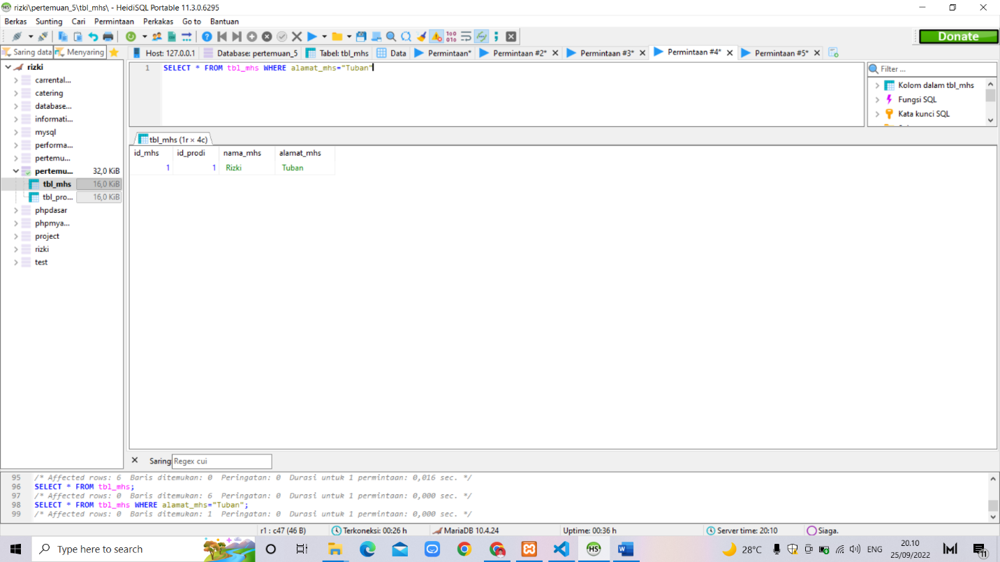 rizki\pertemuan_5\tbl_mhs\ - HeidiSQL Portable 11.3.0.6295
Berkas Sunting Cari Permintaan Perkakas Go to Bantuan
Donate
Saring data Menyaring
Host: 127.0.0.1 Database: pertemuan_5 Tabel: tbl_mhs Data Permintaan* Permintaan #2* Permintaan #3* Permintaan #4* Permintaan #5*
rizki
carrental...
catering
database...
informati...
mysql
performa...
pertemu...
pertemu... 32,0 KiB
tbl_mhs 16,0 KiB
tbl_pro... 16,0 KiB
phpdasar
phpmya...
project
rizki
test
1 SELECT * FROM tbl_mhs WHERE alamat_mhs="Tuban"
Filter ...
Kolom dalam tbl_mhs
Fungsi SQL
Kata kunci SQL
tbl_mhs (1r × 4c)
id_mhs id_prodi nama_mhs alamat_mhs
1 1 Rizki Tuban
Saring Regex cui
95 /* Affected rows: 6 Baris ditemukan: 0 Peringatan: 0 Durasi untuk 1 permintaan: 0,016 sec. */
96 SELECT * FROM tbl_mhs;
97 /* Affected rows: 0 Baris ditemukan: 6 Peringatan: 0 Durasi untuk 1 permintaan: 0,000 sec. */
98 SELECT * FROM tbl_mhs WHERE alamat_mhs="Tuban";
99 /* Affected rows: 0 Baris ditemukan: 1 Peringatan: 0 Durasi untuk 1 permintaan: 0,000 sec. */
r1 : c47 (46 B) Terkoneksi: 00:26 h MariaDB 10.4.24 Uptime: 00:36 h Server time: 20:10 Siaga.
Type here to search
28°C ENG
20.10
25/09/2022
11